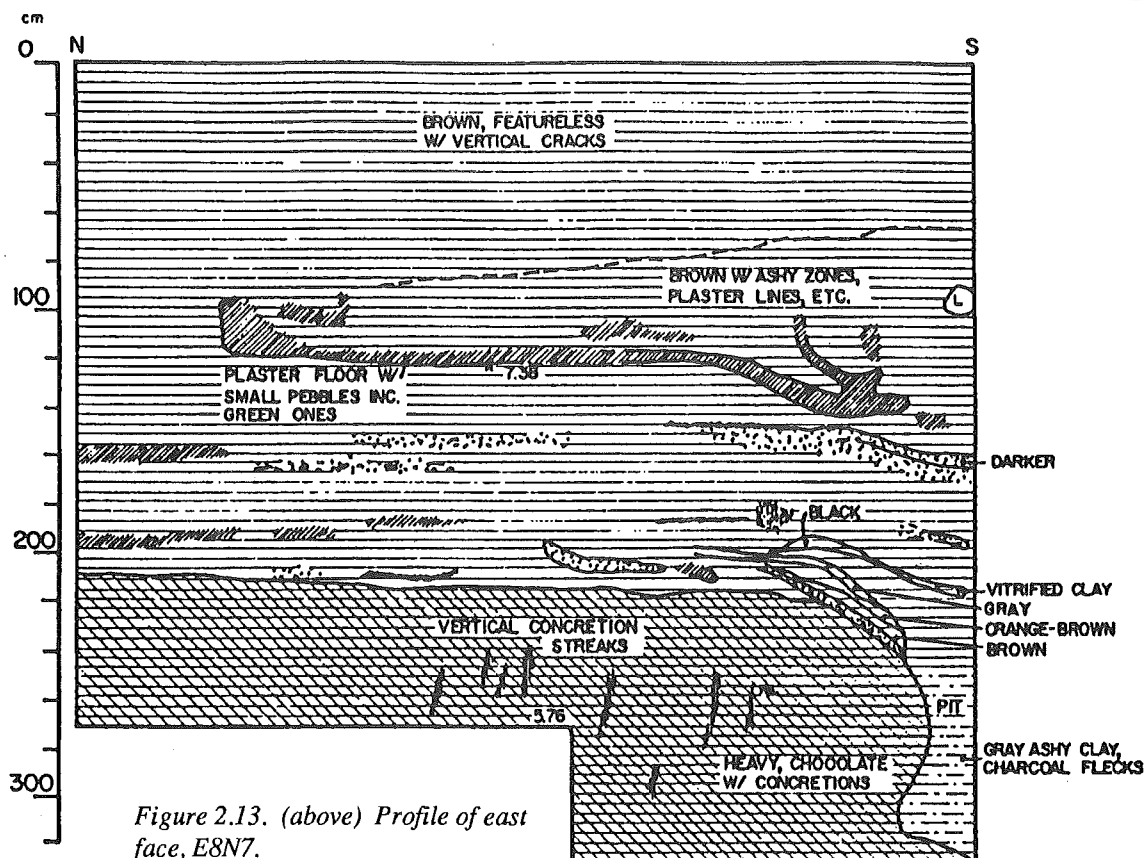 cm
0
N
S
BROWN, FEATURELESS
W/ VERTICAL CRACKS
BROWN W/ ASHY ZONES,
PLASTER LINES, ETC.
100
L
7.38
PLASTER FLOOR W/
SMALL PEBBLES INC.
GREEN ONES
DARKER
BLACK
200
VITRIFIED CLAY
GRAY
ORANGE-BROWN
BROWN
VERTICAL CONCRETION
STREAKS
5.76
PIT
HEAVY, CHOCOLATE
W/ CONCRETIONS
GRAY ASHY CLAY,
CHARCOAL FLECKS
300
Figure 2.13. (above) Profile of east
face, E8N7.